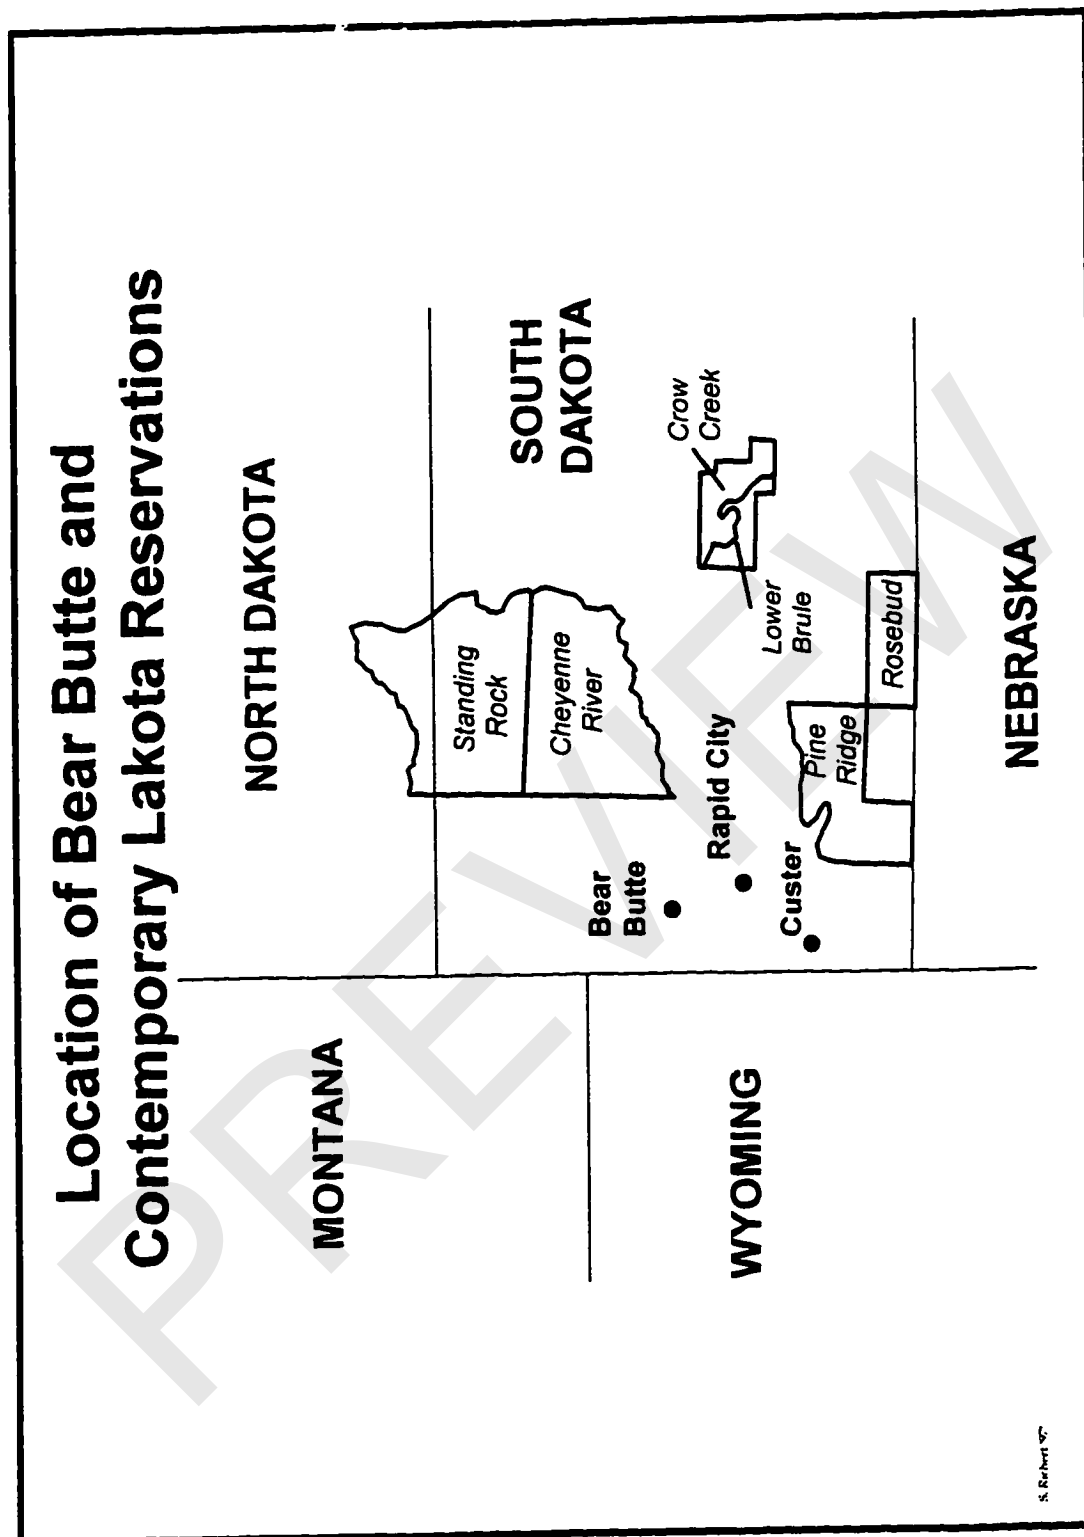 Location of Bear Butte and
Contemporary Lakota Reservations
NORTH DAKOTA
MONTANA
SOUTH
DAKOTA
Standing
Rock
Cheyenne
River
Crow
Creek
Lower
Brule
Bear
Butte
Rapid City
Custer
Pine
Ridge
Rosebud
WYOMING
NEBRASKA
PREVIEW
S.